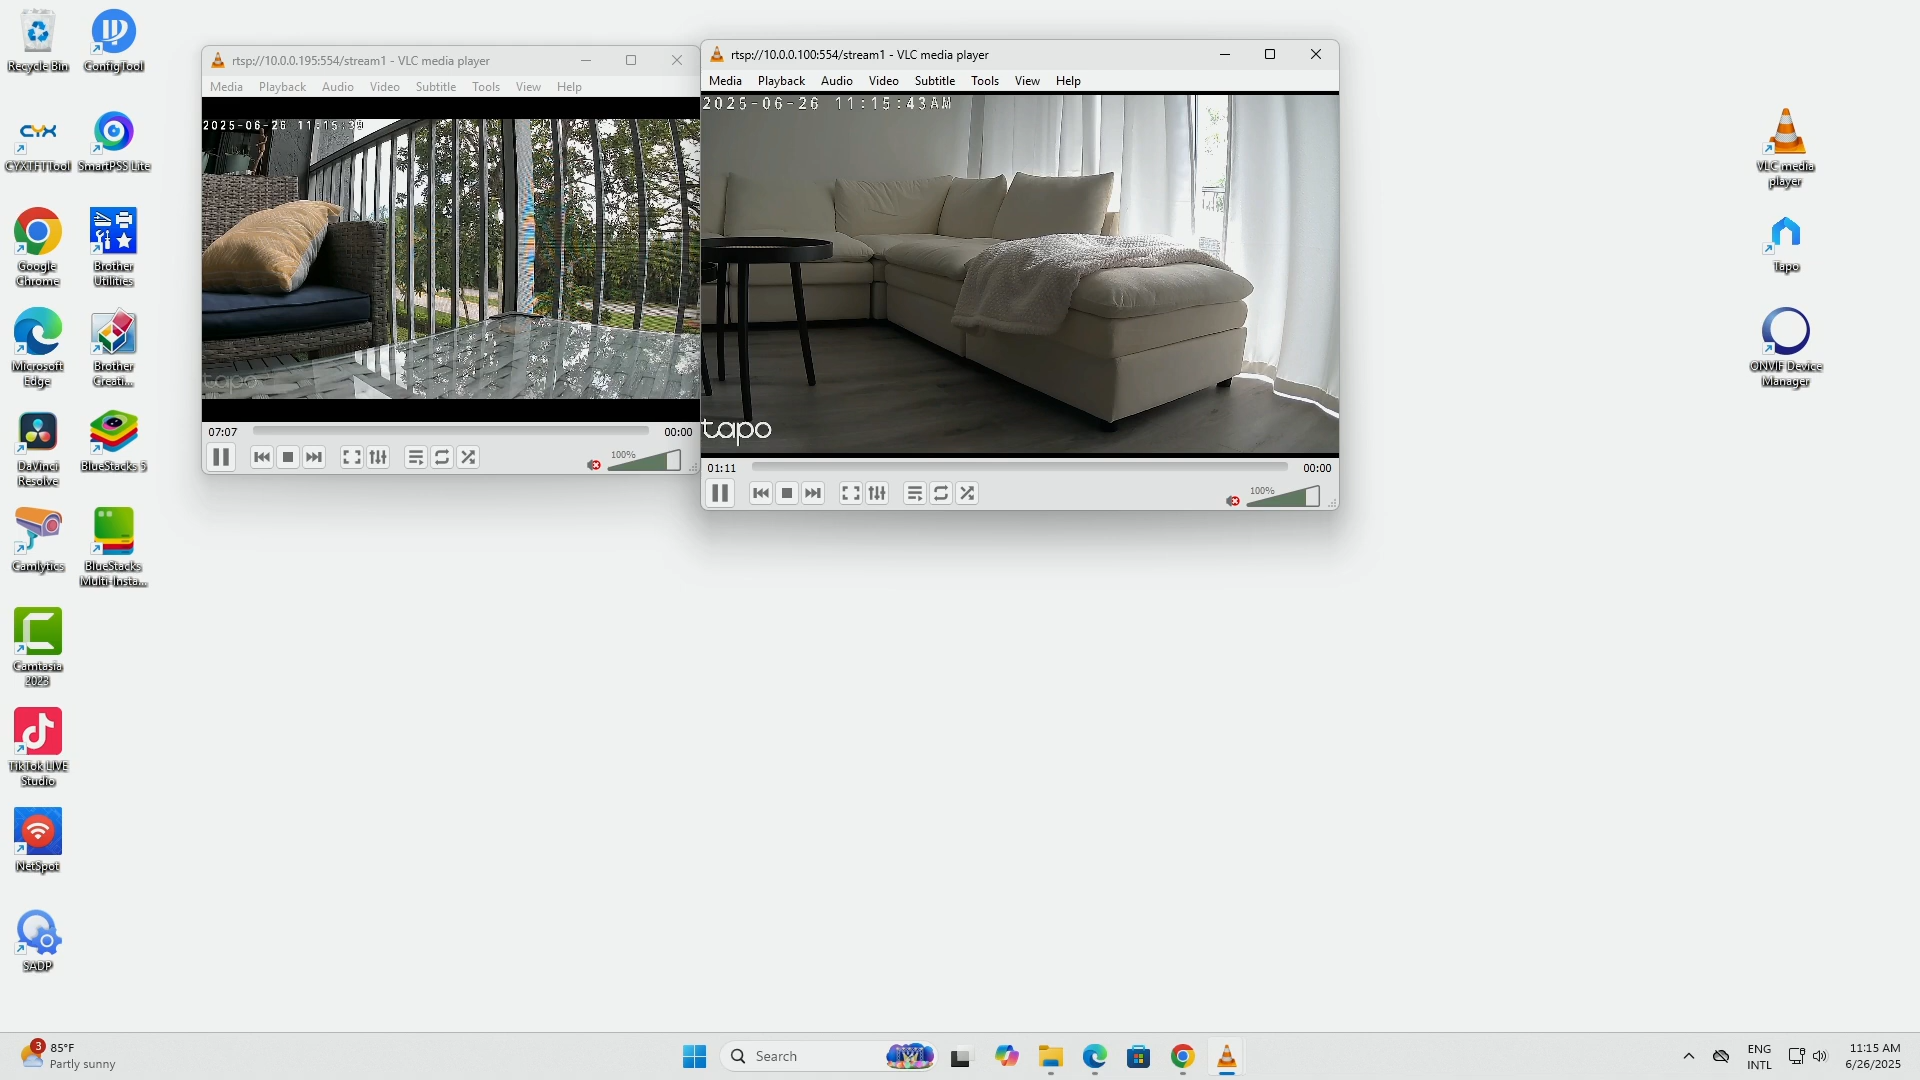 Recycle Bin
ConfigTool
CYXTFTTool
SmartPSS Lite
Google Chrome
Brother Utilities
Microsoft Edge
Brother Creati...
DaVinci Resolve
BlueStacks 5
Camlytics
BlueStacks Multi-Insta...
Camtasia 2023
TikTok LIVE Studio
NetSpot
SADP
rtsp://10.0.0.195:554/stream1 - VLC media player
Media Playback Audio Video Subtitle Tools View Help
2025-06-26 11:15:39
tapo
07:07
00:00
100%
rtsp://10.0.0.100:554/stream1 - VLC media player
Media Playback Audio Video Subtitle Tools View Help
2025-06-26 11:15:43AM
tapo
01:11
00:00
100%
VLC media player
Tapo
ONVIF Device Manager
3
85°F
Partly sunny
Search
ENG
INTL
11:15 AM
6/26/2025